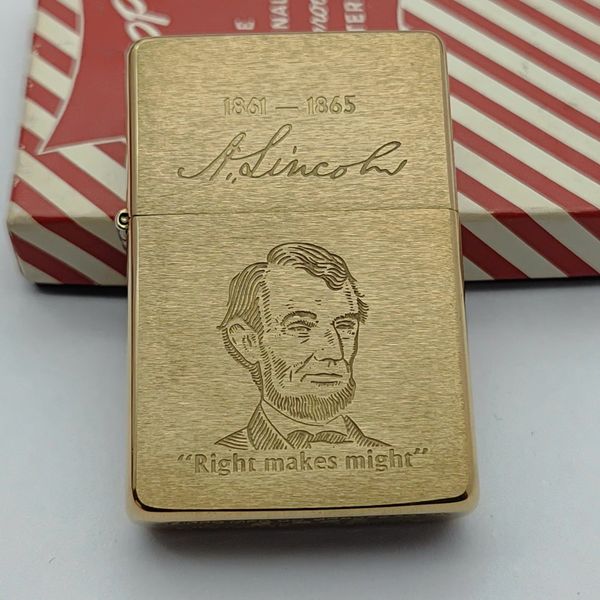 1861 — 1865
A. Lincoln
“Right makes might”